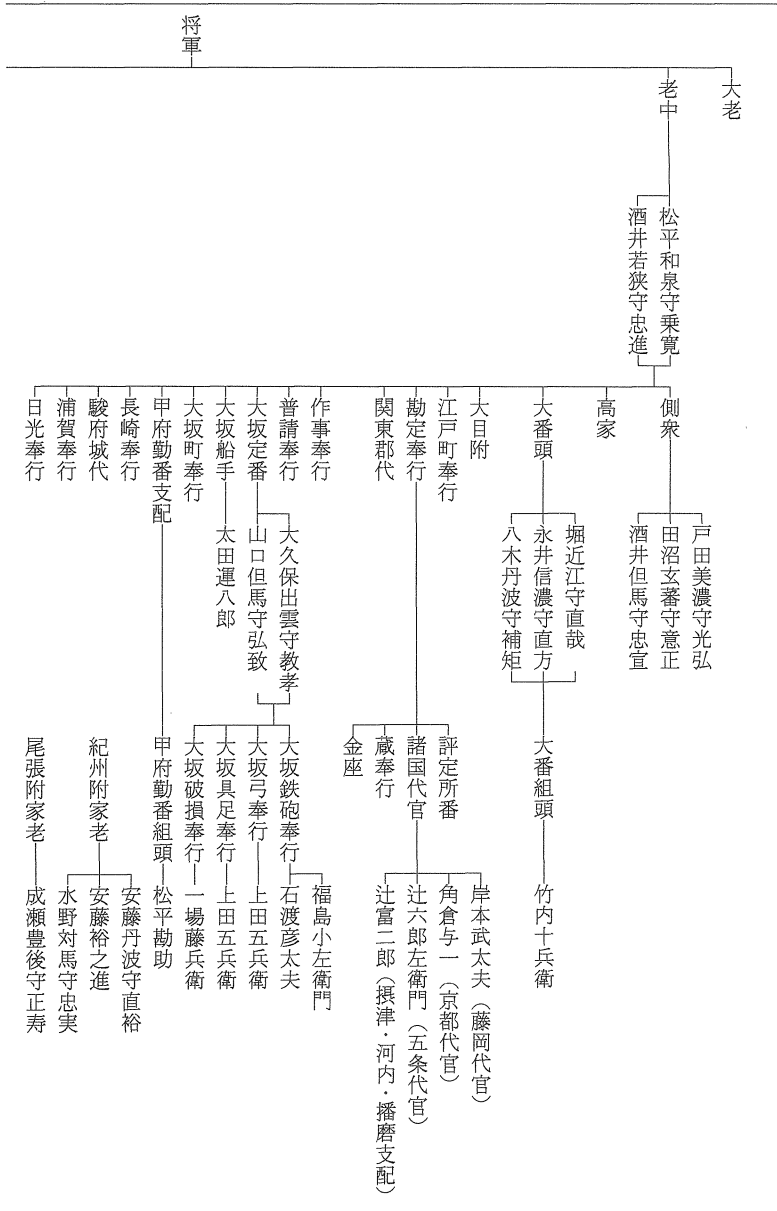 将軍
大老
老中
松平和泉守乗寛
酒井若狭守忠進
側衆
戸田美濃守光弘
田沼玄蕃守意正
酒井但馬守忠宣
高家
大番頭
堀近江守直哉
永井信濃守直方
八木丹波守補矩
大番組頭
竹内十兵衛
大目附
江戸町奉行
勘定奉行
評定所番
諸国代官
岸本武太夫(藤岡代官)
角倉与一(京都代官)
辻六郎左衛門(五条代官)
辻富二郎(摂津・河内・播磨支配)
蔵奉行
金座
関東郡代
作事奉行
普請奉行
大坂定番
大久保出雲守教孝
山口但馬守弘致
大坂鉄砲奉行
福島小左衛門
石渡彦太夫
大坂弓奉行
上田五兵衛
大坂具足奉行
上田五兵衛
大坂破損奉行
一場藤兵衛
大坂船手
太田運八郎
大坂町奉行
甲府勤番支配
甲府勤番組頭
松平勘助
長崎奉行
駿府城代
浦賀奉行
日光奉行
紀州附家老
安藤丹波守直裕
安藤裕之進
水野対馬守忠実
尾張附家老
成瀬豊後守正寿